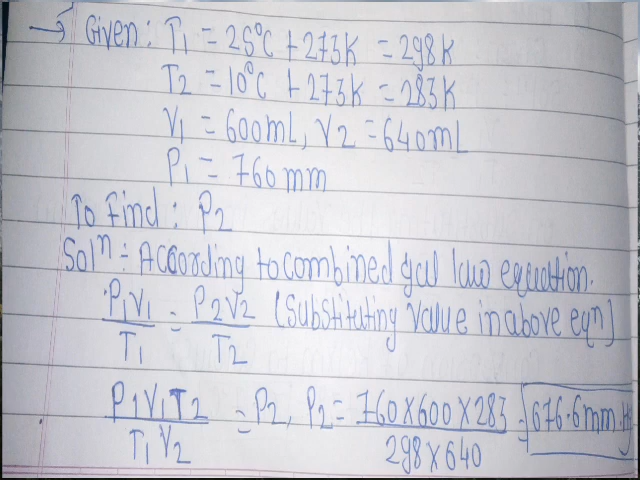 → Given: T1 = 25°C + 273K = 298K
T2 = 10°C + 273K = 283K
V1 = 600mL, V2 = 640mL
P1 = 760 mm
To Find: P2
Solⁿ = According to combined gas law equation.
P1V1/T1 = P2V2/T2 (Substituting value in above eqⁿ)
P1V1T2/T1V2 = P2, P2 = 760×600×283/298×640 = 676.6mm.Hg